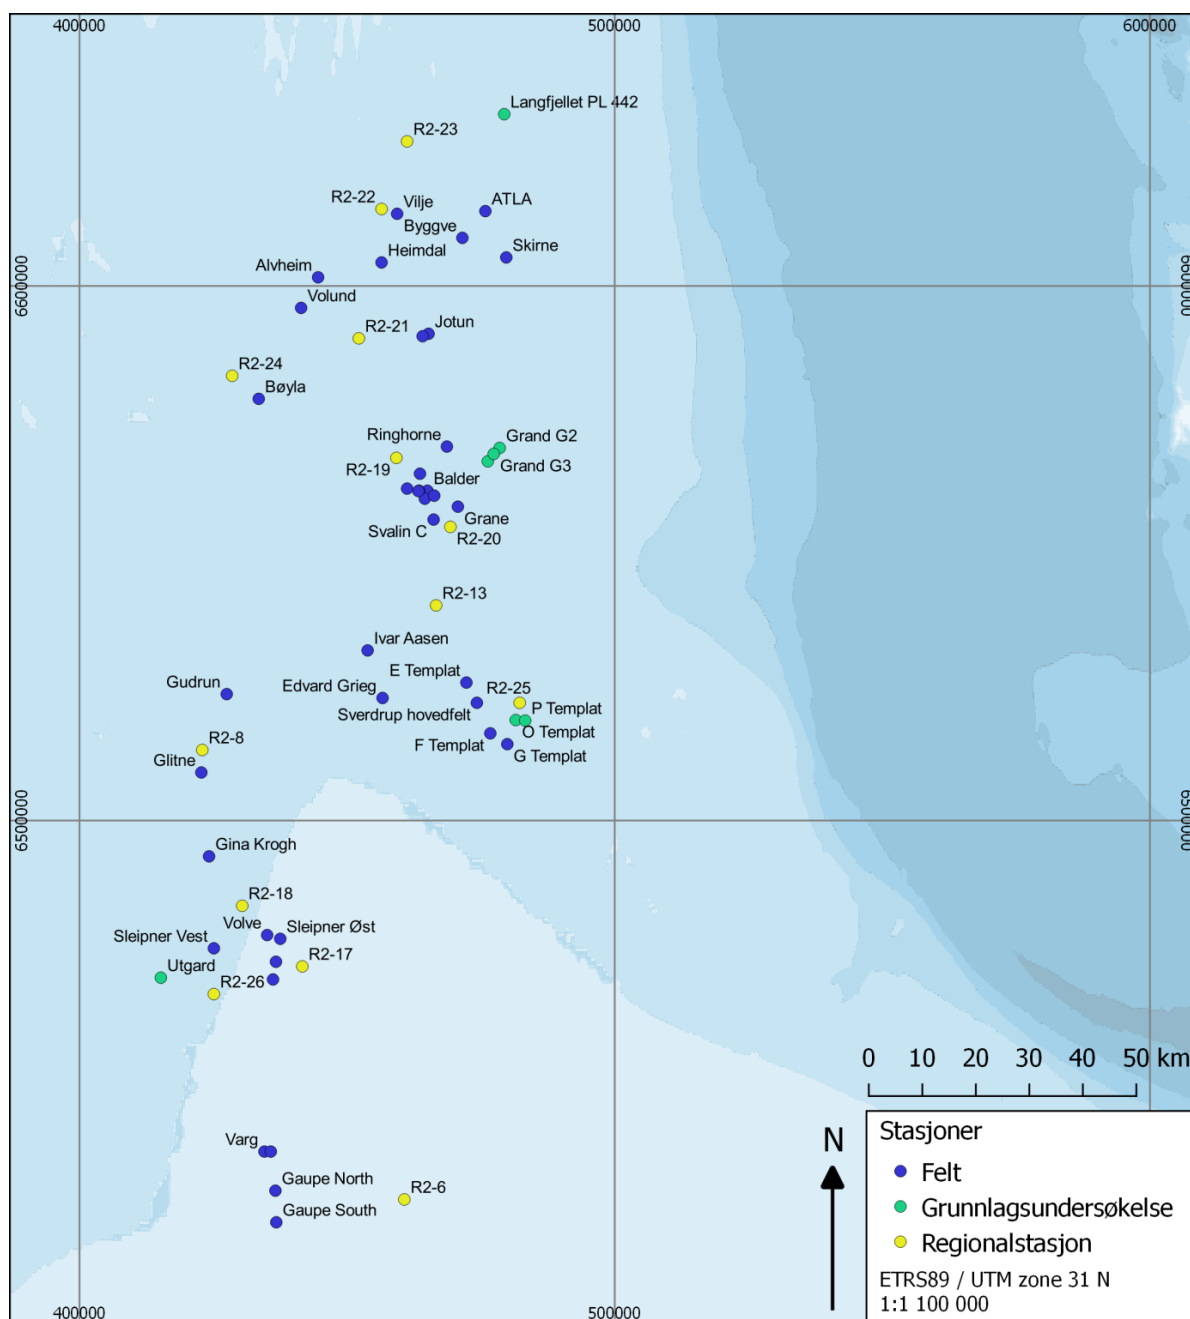 400000
500000
600000
Langfjellet PL 442
R2-23
R2-22
Vilje
ATLA
Byggve
Heimdal
Skirne
Alvheim
6600000
6600000
Volund
R2-21
Jotun
R2-24
Bøyla
Ringhorne
Grand G2
R2-19
Grand G3
Balder
Grane
Svalin C
R2-20
R2-13
Ivar Aasen
E Templat
Gudrun
Edvard Grieg
R2-25
Sverdrup hovedfelt
P Templat
O Templat
F Templat
G Templat
R2-8
Glitne
6500000
6500000
Gina Krogh
R2-18
Volve
Sleipner Øst
Sleipner Vest
Utgard
R2-17
R2-26
0 10 20 30 40 50 km
Varg
Gaupe North
R2-6
Gaupe South
N
Stasjoner
Felt
Grunnlagsundersøkelse
Regionalstasjon
ETRS89 / UTM zone 31 N
1:1 100 000
400000
500000